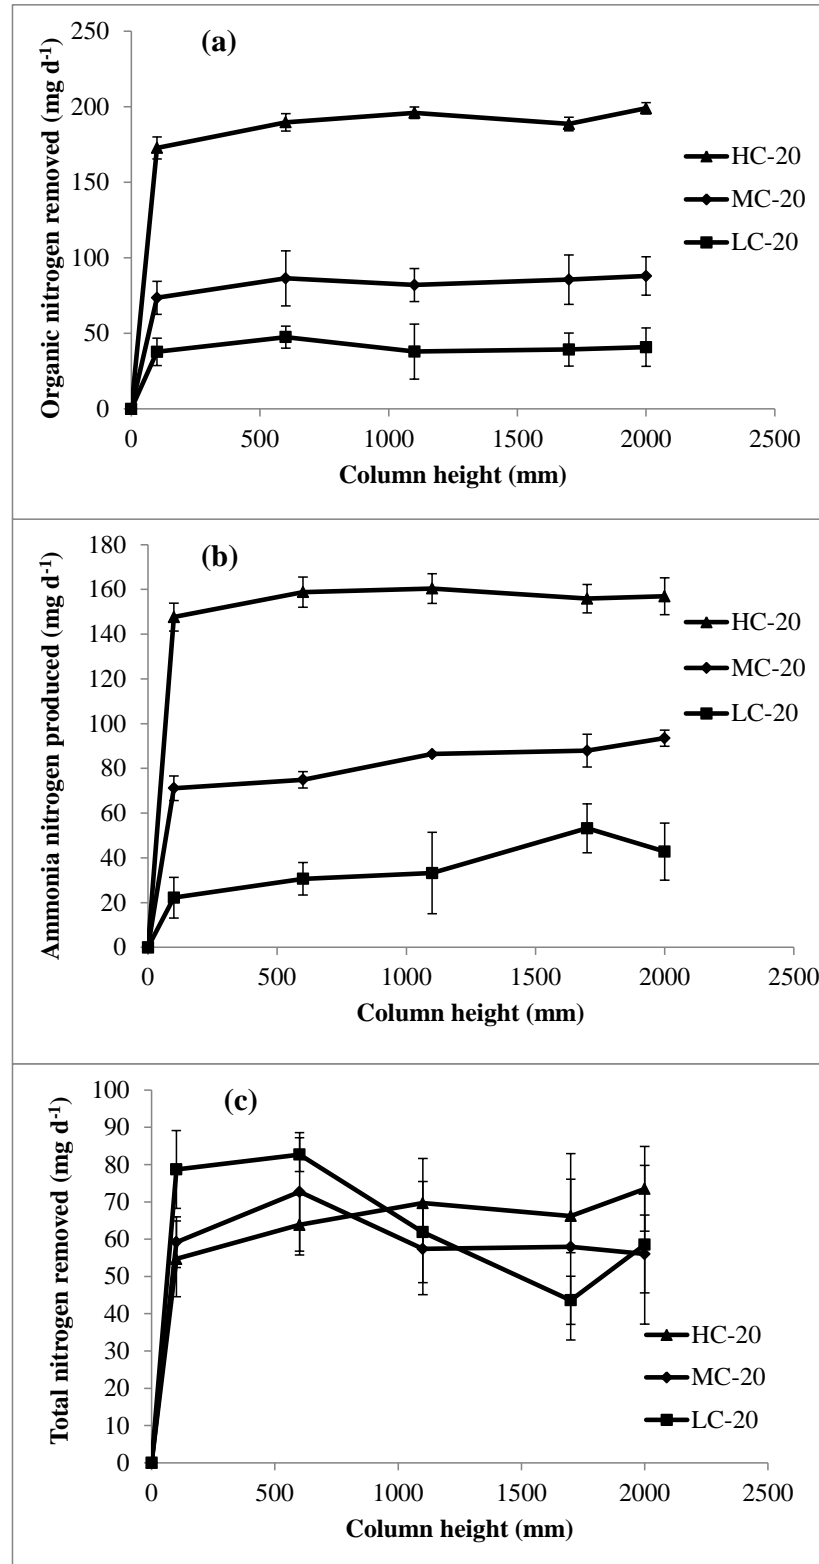 (a)
Organic nitrogen removed (mg d-1)
250
200
150
100
50
0
0 500 1000 1500 2000 2500
Column height (mm)
HC-20
MC-20
LC-20
(b)
Ammonia nitrogen produced (mg d-1)
180
160
140
120
100
80
60
40
20
0
0 500 1000 1500 2000 2500
Column height (mm)
HC-20
MC-20
LC-20
(c)
Total nitrogen removed (mg d-1)
100
90
80
70
60
50
40
30
20
10
0
0 500 1000 1500 2000 2500
Column height (mm)
HC-20
MC-20
LC-20